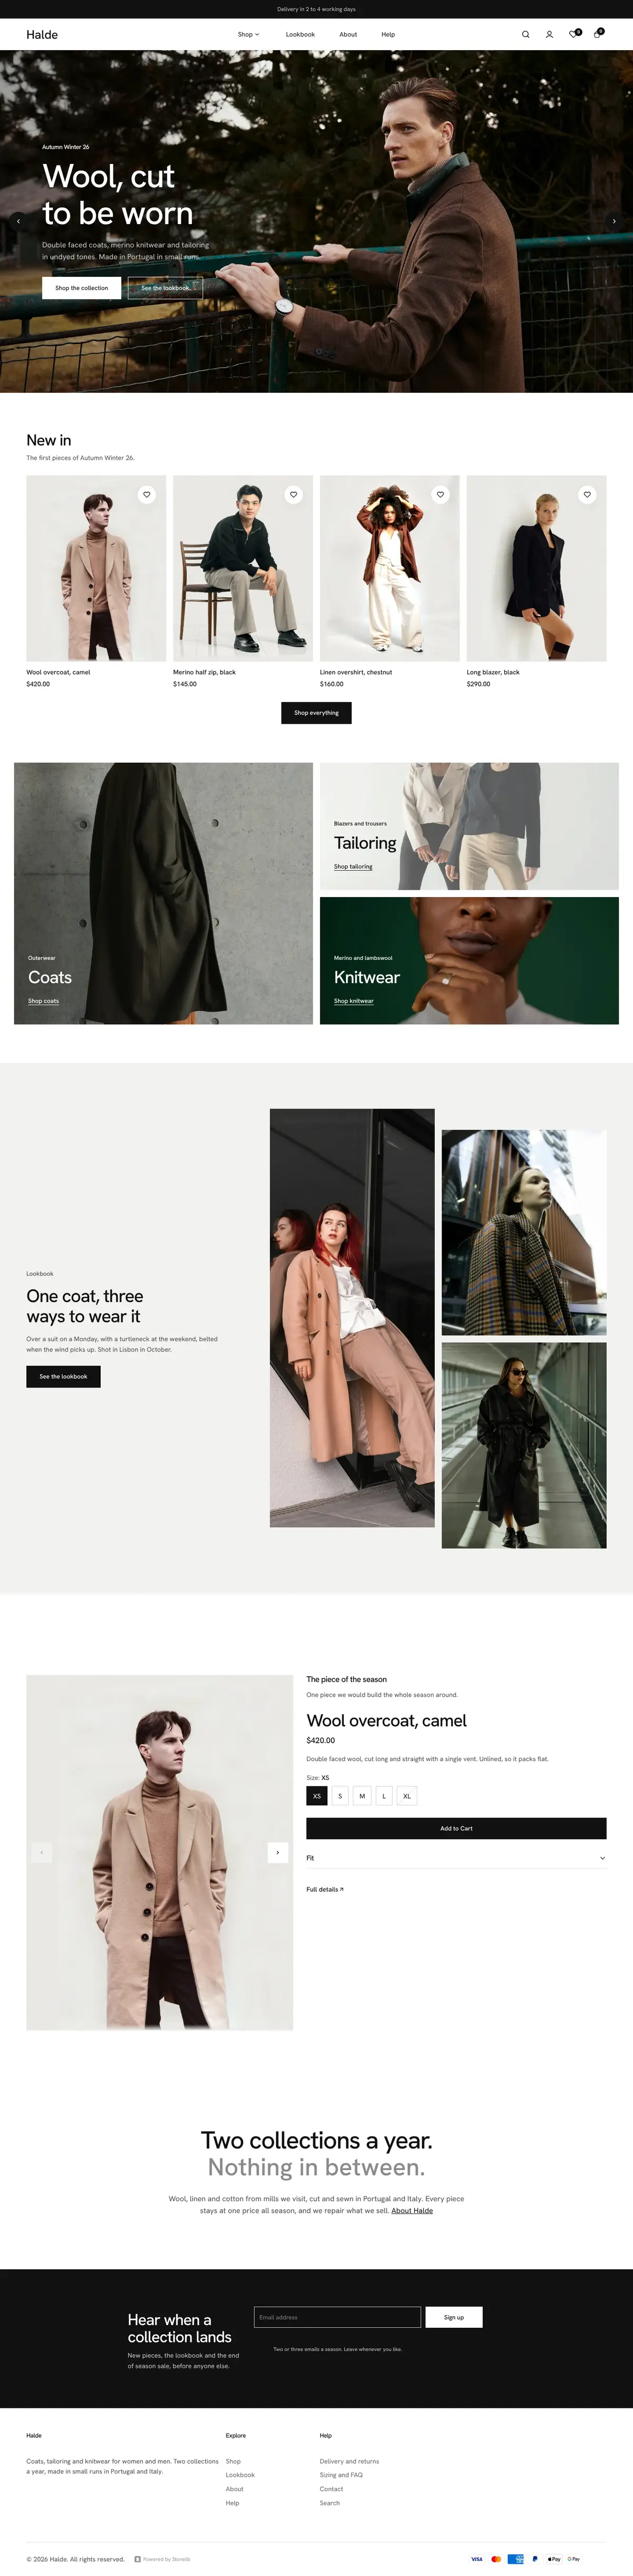 Delivery in 2 to 4 working days
Halde
Shop
Lookbook
About
Help
0
0
Autumn Winter 26
Wool, cut
to be worn
Double faced coats, merino knitwear and tailoring
in undyed tones. Made in Portugal in small runs.
Shop the collection
See the lookbook
New in
The first pieces of Autumn Winter 26.
Wool overcoat, camel
$420.00
Merino half zip, black
$145.00
Linen overshirt, chestnut
$160.00
Long blazer, black
$290.00
Shop everything
Outerwear
Coats
Shop coats
Blazers and trousers
Tailoring
Shop tailoring
Merino and lambswool
Knitwear
Shop knitwear
Lookbook
One coat, three
ways to wear it
Over a suit on a Monday, with a turtleneck at the weekend, belted
when the wind picks up. Shot in Lisbon in October.
See the lookbook
The piece of the season
One piece we would build the whole season around.
Wool overcoat, camel
$420.00
Double faced wool, cut long and straight with a single vent. Unlined, so it packs flat.
Size: XS
XS
S
M
L
XL
Add to Cart
Fit
Full details
Two collections a year.
Nothing in between.
Wool, linen and cotton from mills we visit, cut and sewn in Portugal and Italy. Every piece
stays at one price all season, and we repair what we sell. About Halde
Hear when a
collection lands
New pieces, the lookbook and the end
of season sale, before anyone else.
Email address
Sign up
Two or three emails a season. Leave whenever you like.
Halde
Coats, tailoring and knitwear for women and men. Two collections
a year, made in small runs in Portugal and Italy.
Explore
Shop
Lookbook
About
Help
Help
Delivery and returns
Sizing and FAQ
Contact
Search
© 2026 Halde. All rights reserved.
Powered by Storelib
VISA
Pay
G Pay